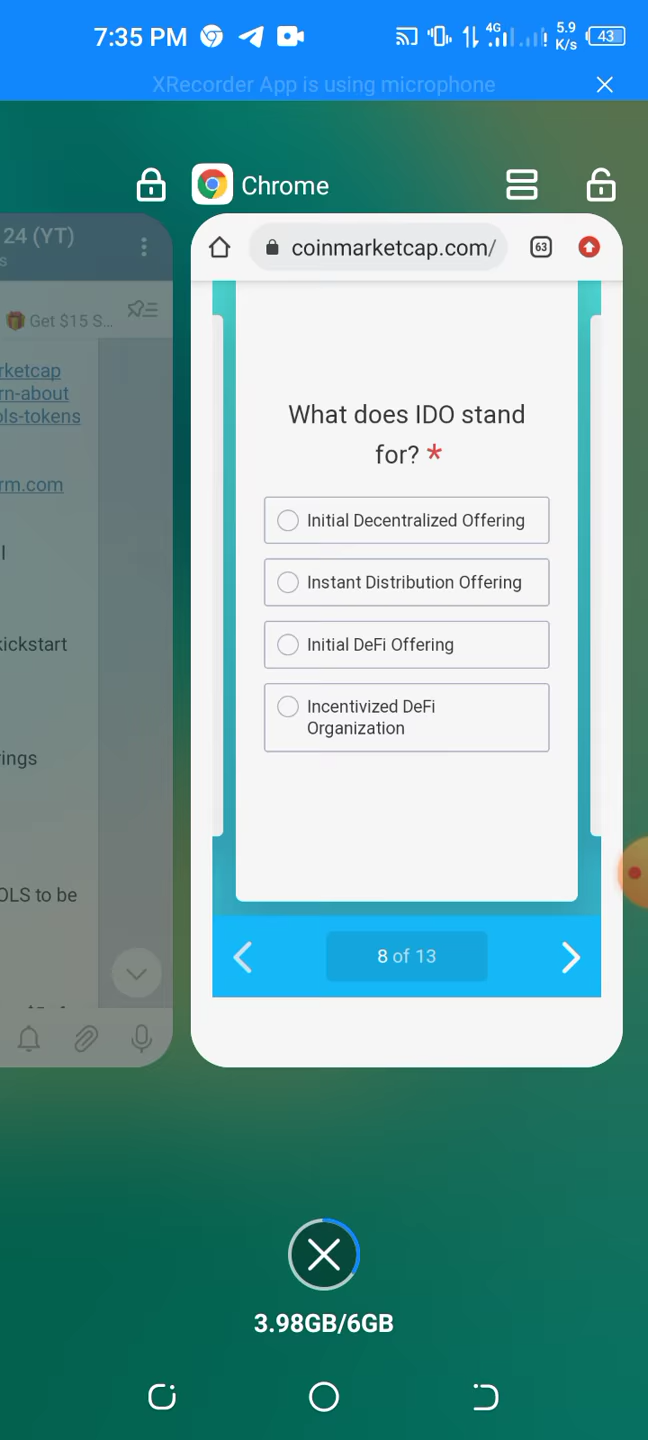 7:35 PM 4G 5.9 K/s 43
XRecorder App is using microphone
Chrome
24 (YT)
s
coinmarketcap.com/ 63
Get $15 S...
rketcap
rn-about
ols-tokens
rm.com
l
kickstart
rings
OLS to be
What does IDO stand
for? *
Initial Decentralized Offering
Instant Distribution Offering
Initial DeFi Offering
Incentivized DeFi
Organization
8 of 13
3.98GB/6GB